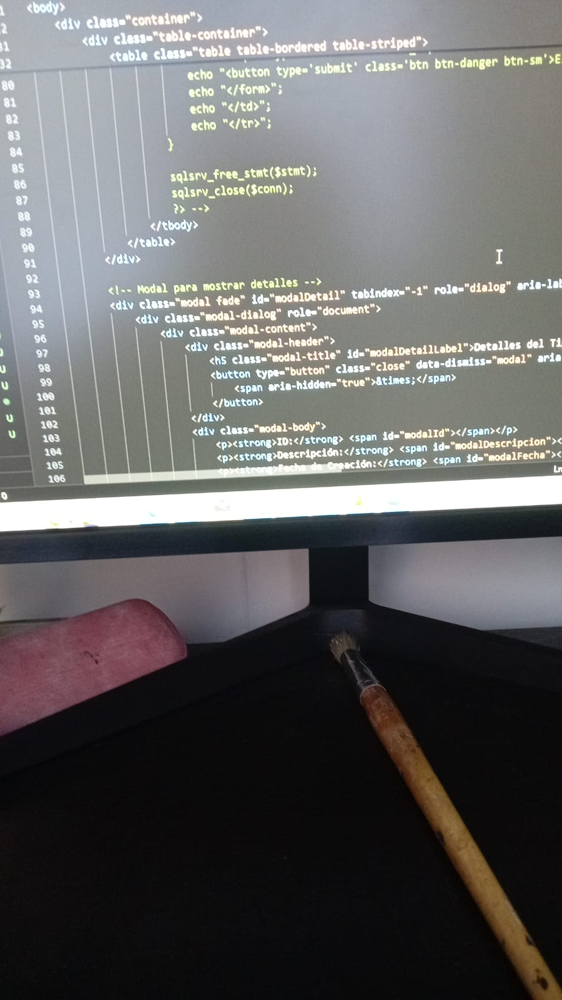 <body>
<div class="container">
<div class="table-container">
<table class="table table-bordered table-striped">
echo "<button type='submit' class='btn btn-danger btn-sm'>E
echo "</form>";
echo "</td>";
echo "</tr>";
}
sqlsrv_free_stmt($stmt);
sqlsrv_close($conn);
?> -->
</tbody>
</table>
</div>
<!-- Modal para mostrar detalles -->
<div class="modal fade" id="modalDetail" tabindex="-1" role="dialog" aria-lab
<div class="modal-dialog" role="document">
<div class="modal-content">
<div class="modal-header">
<h5 class="modal-title" id="modalDetailLabel">Detalles del Ti
<button type="button" class="close" data-dismiss="modal" aria
<span aria-hidden="true">&times;</span>
</button>
</div>
<div class="modal-body">
<p><strong>ID:</strong> <span id="modalId"></span></p>
<p><strong>Descripción:</strong> <span id="modalDescripcion"><
<p><strong>Fecha de Creación:</strong> <span id="modalFecha"><
Ln
1
2
31
32
80
81
82
83
84
85
86
87
88
89
90
91
92
93
94
95
96
97
98
99
100
101
102
103
104
105
106
U
U
U
U
0